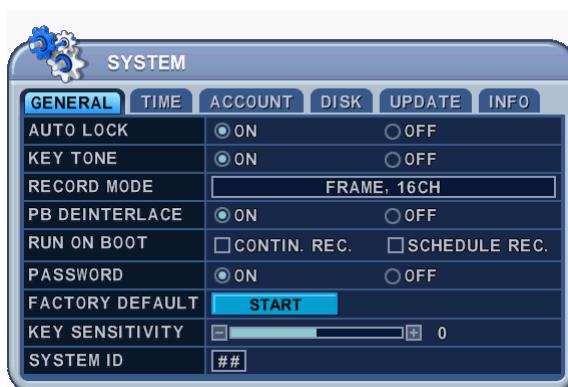 SYSTEM
GENERAL TIME ACCOUNT DISK UPDATE INFO
AUTO LOCK ON OFF
KEY TONE ON OFF
RECORD MODE FRAME, 16CH
PB DEINTERLACE ON OFF
RUN ON BOOT CONTIN. REC. SCHEDULE REC.
PASSWORD ON OFF
FACTORY DEFAULT START
KEY SENSITIVITY - + 0
SYSTEM ID ##